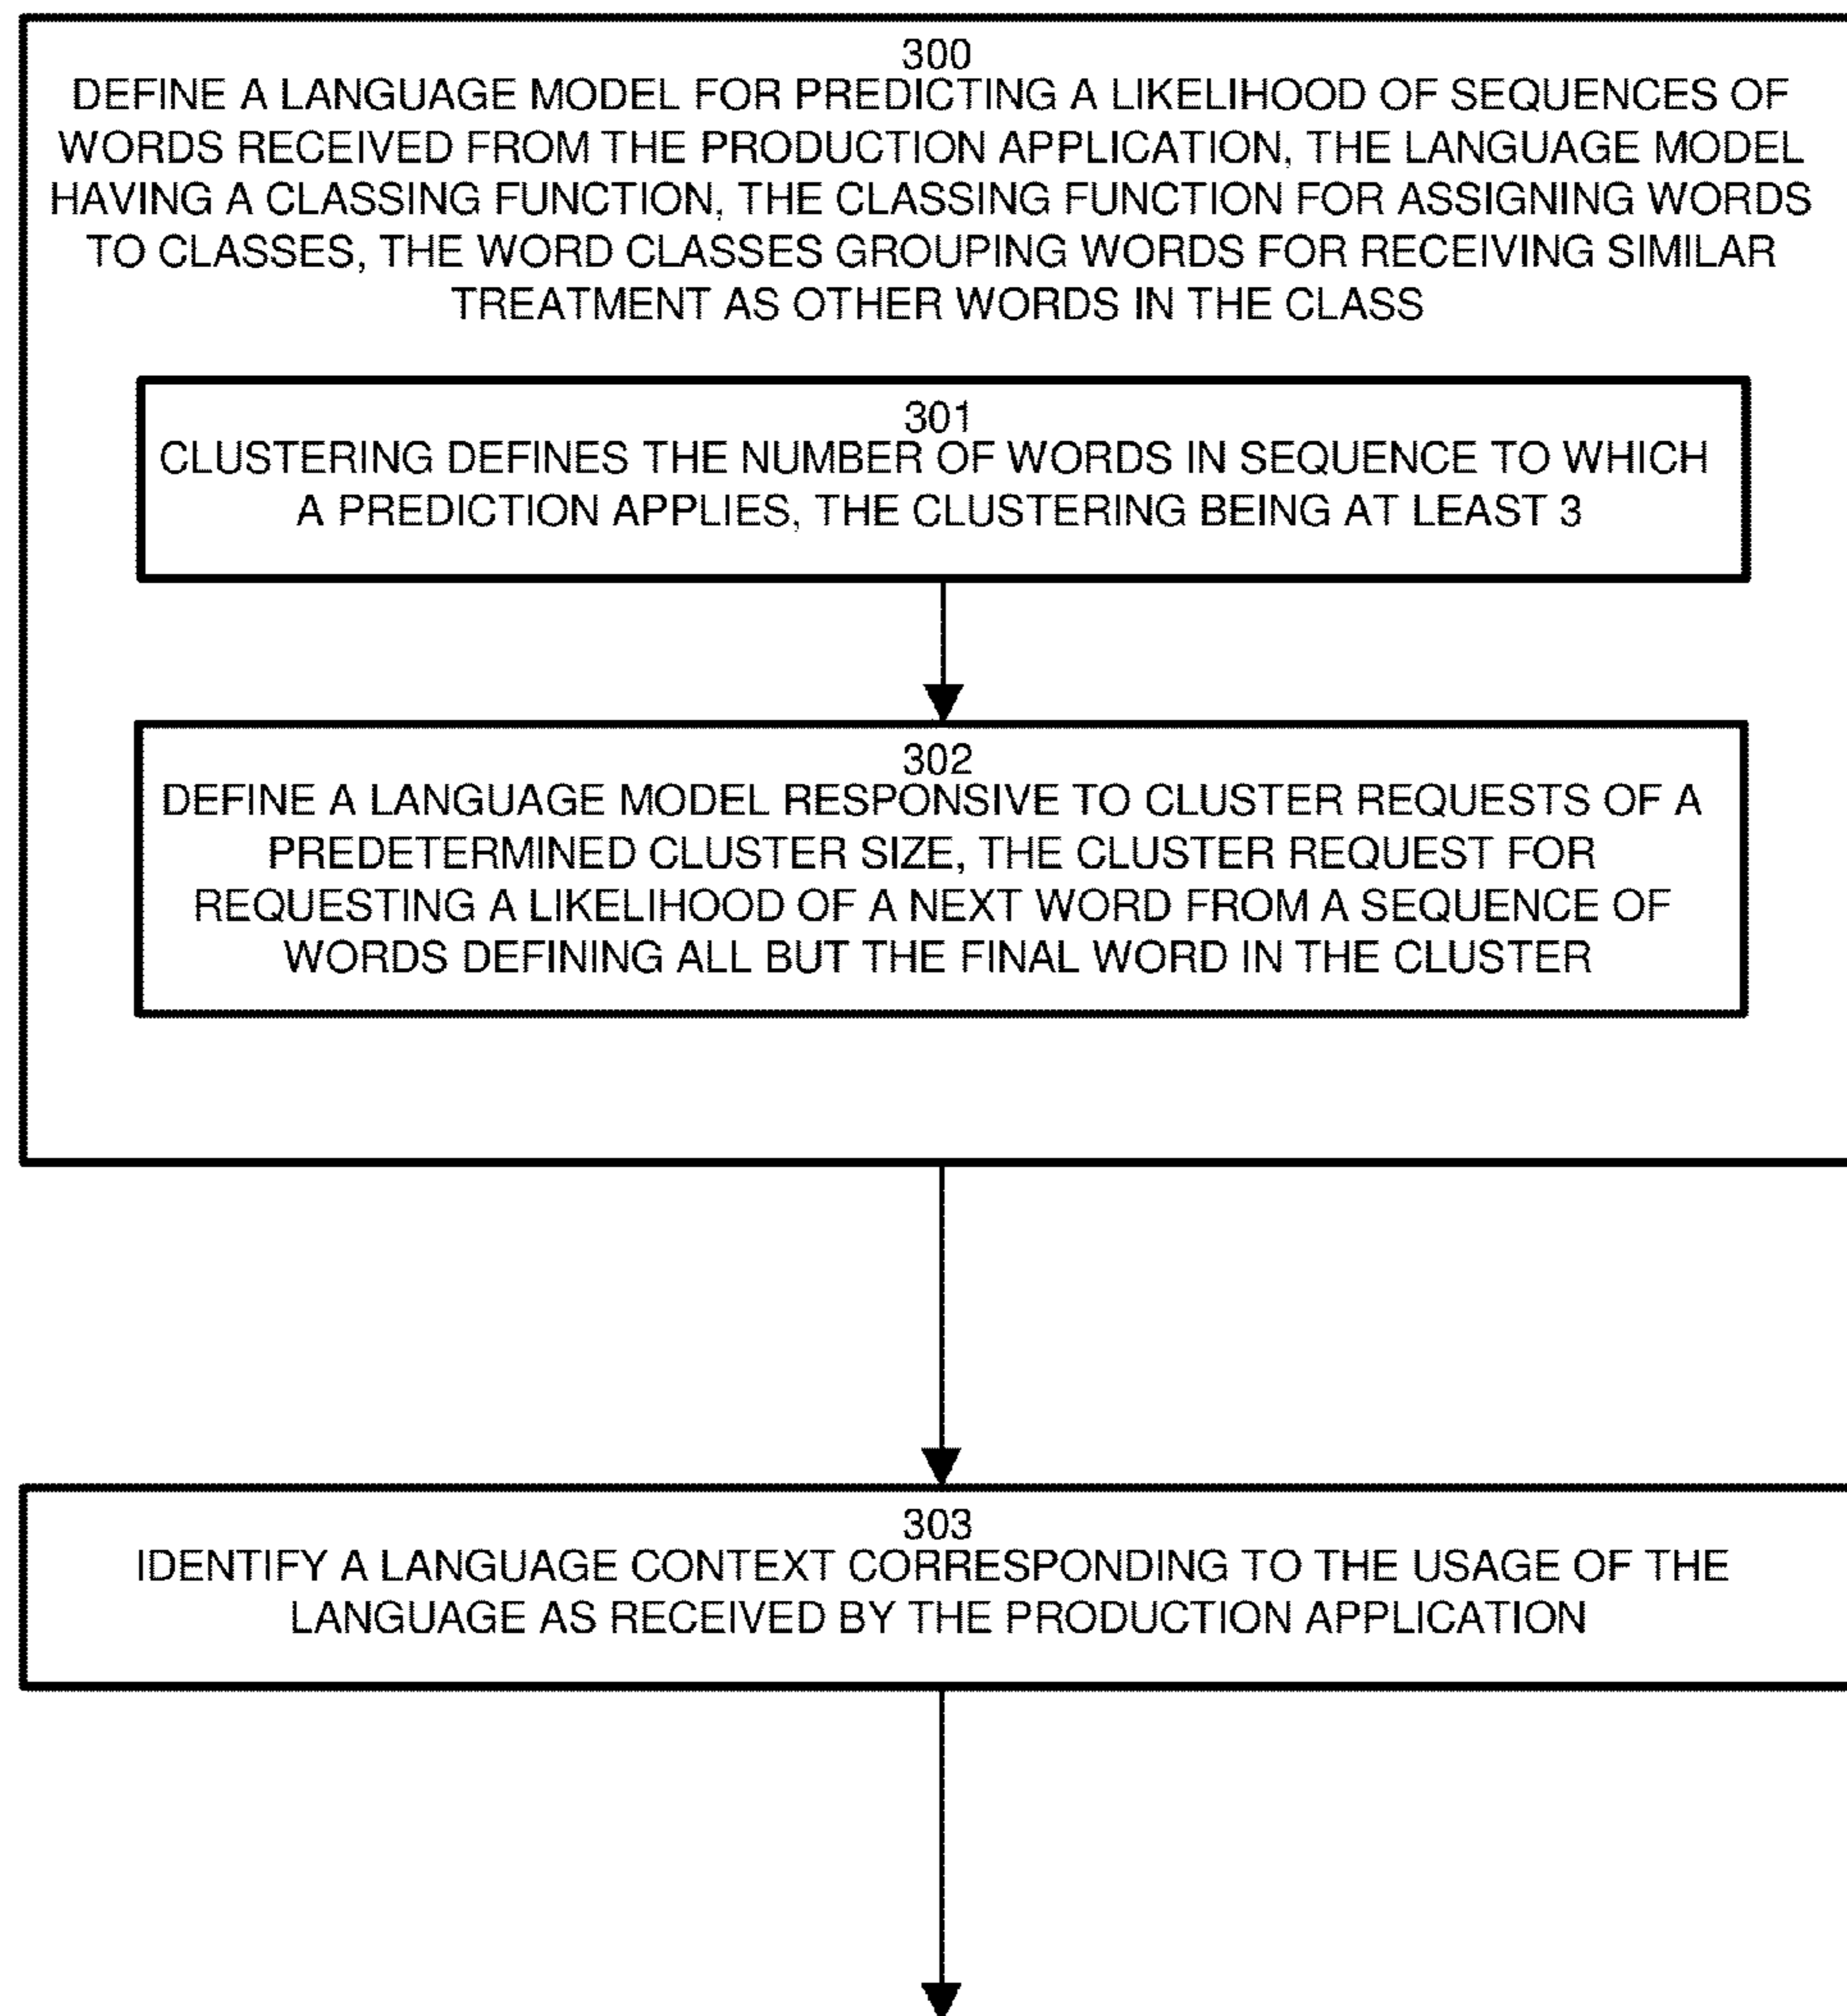 300
DEFINE A LANGUAGE MODEL FOR PREDICTING A LIKELIHOOD OF SEQUENCES OF
WORDS RECEIVED FROM THE PRODUCTION APPLICATION, THE LANGUAGE MODEL
HAVING A CLASSING FUNCTION, THE CLASSING FUNCTION FOR ASSIGNING WORDS
TO CLASSES, THE WORD CLASSES GROUPING WORDS FOR RECEIVING SIMILAR
TREATMENT AS OTHER WORDS IN THE CLASS
301
CLUSTERING DEFINES THE NUMBER OF WORDS IN SEQUENCE TO WHICH
A PREDICTION APPLIES, THE CLUSTERING BEING AT LEAST 3
302
DEFINE A LANGUAGE MODEL RESPONSIVE TO CLUSTER REQUESTS OF A
PREDETERMINED CLUSTER SIZE, THE CLUSTER REQUEST FOR
REQUESTING A LIKELIHOOD OF A NEXT WORD FROM A SEQUENCE OF
WORDS DEFINING ALL BUT THE FINAL WORD IN THE CLUSTER
303
IDENTIFY A LANGUAGE CONTEXT CORRESPONDING TO THE USAGE OF THE
LANGUAGE AS RECEIVED BY THE PRODUCTION APPLICATION